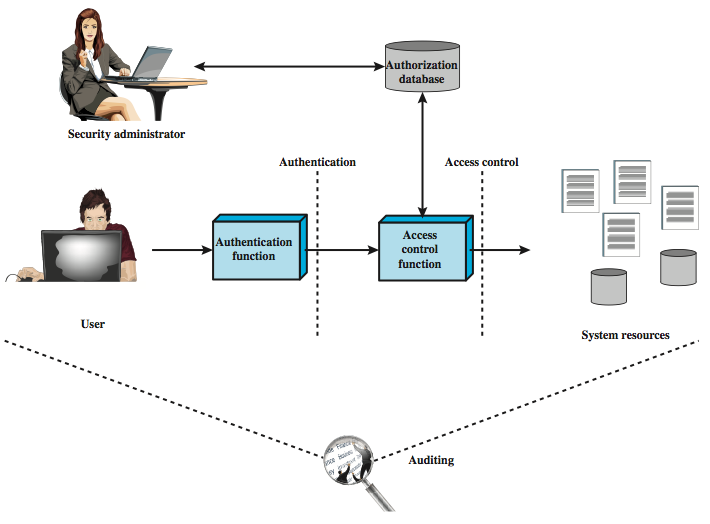 Authorization
database
Security administrator
Authentication
Access control
Authentication
function
Access
control
function
User
System resources
Auditing